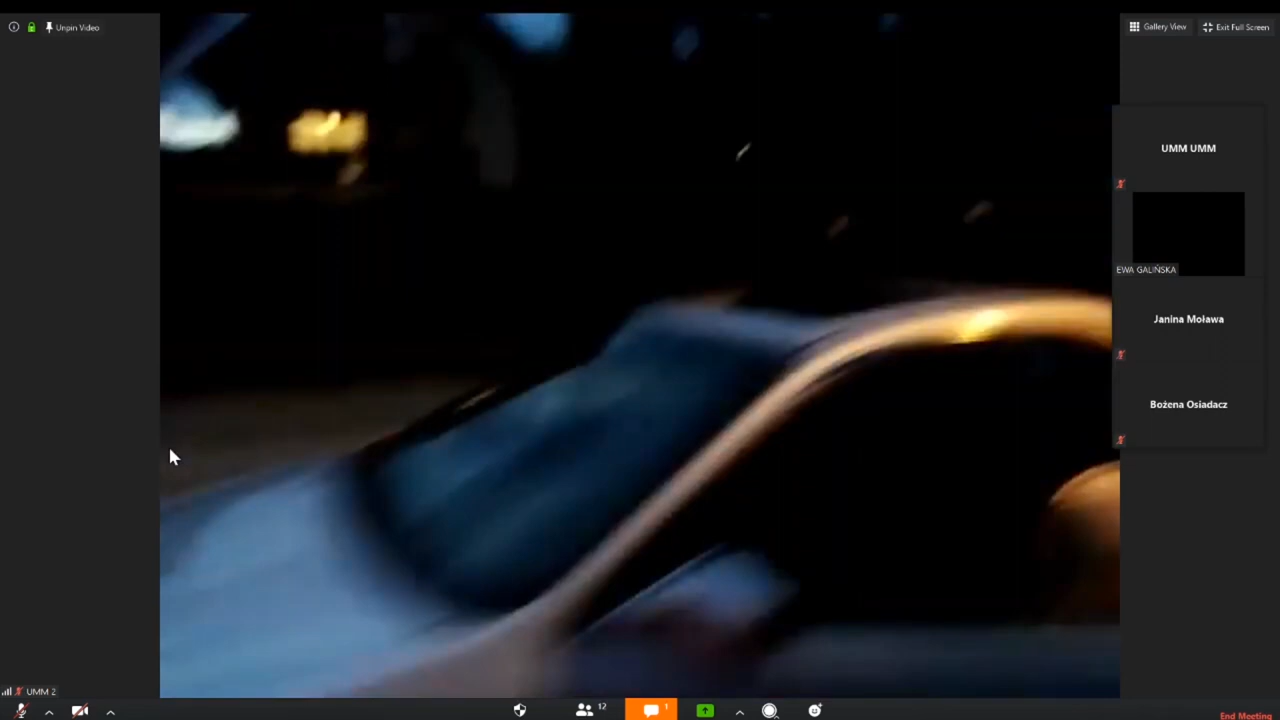 Unpin Video
Gallery View
Exit Full Screen
UMM UMM
EWA GALIŃSKA
Janina Moława
Bożena Osiadacz
UMM 2
12
1
End Meeting